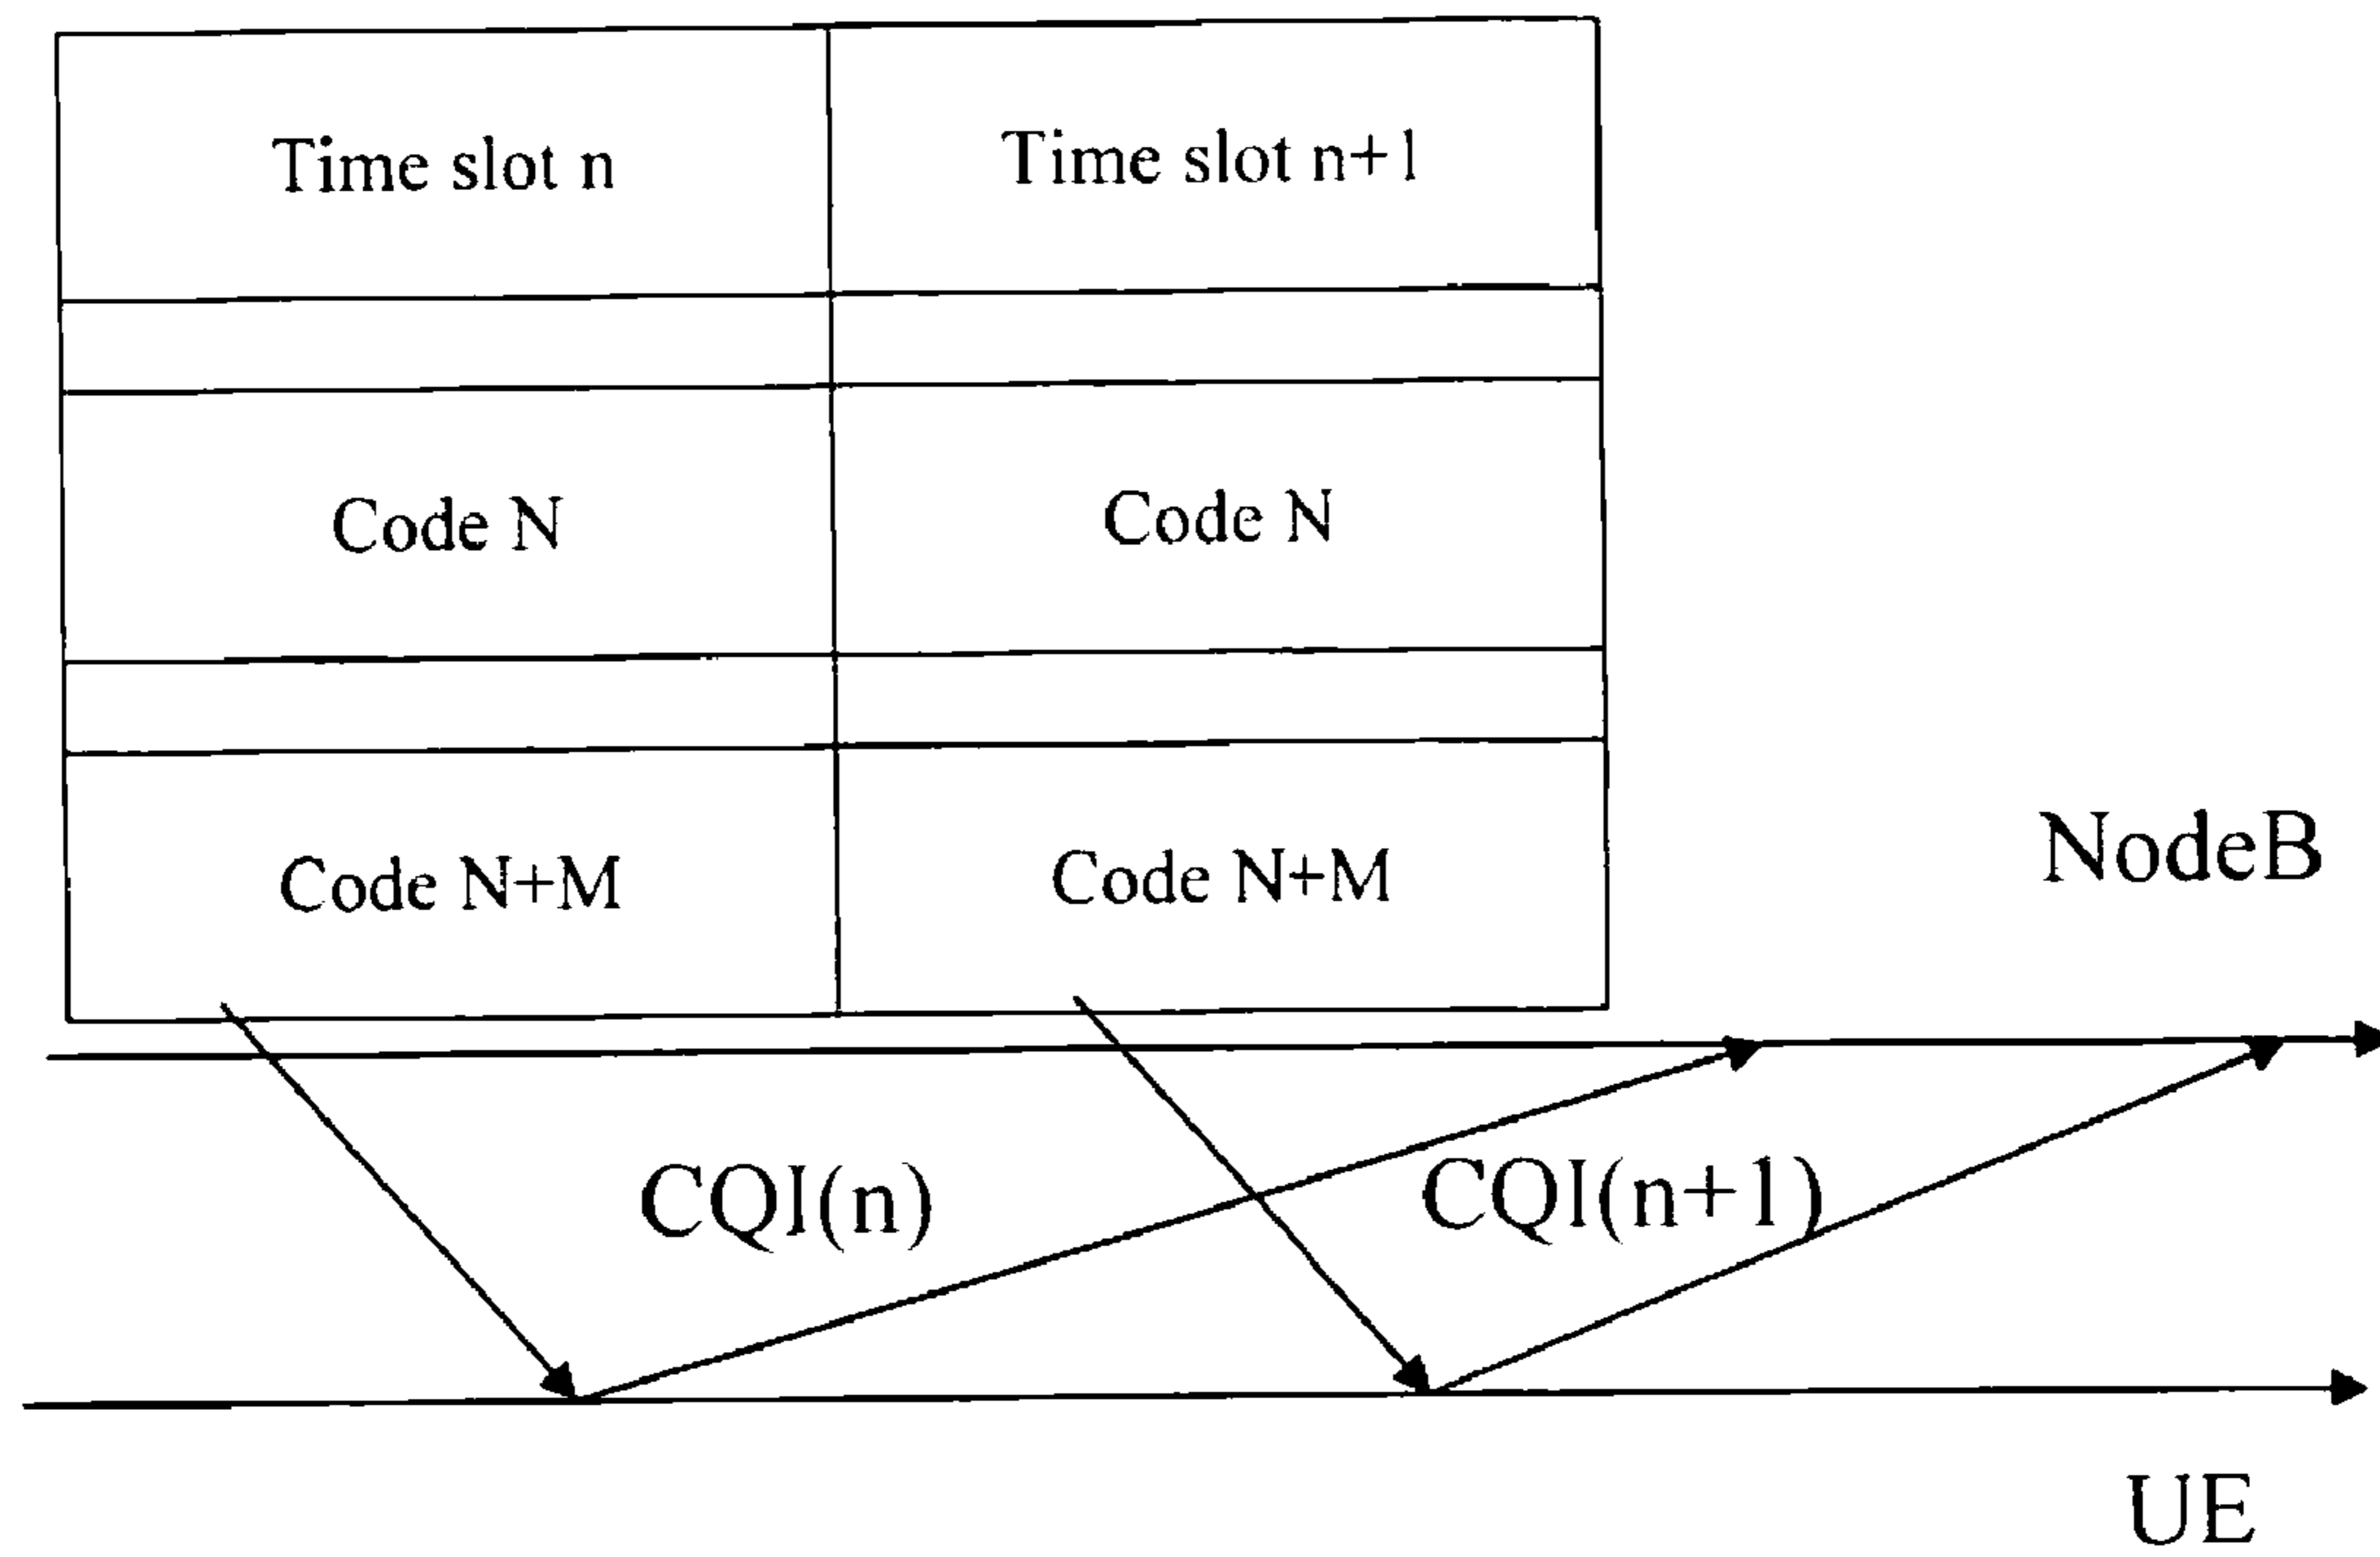 Time slot n
Time slot n+1
Code N
Code N
Code N+M
Code N+M
NodeB
CQI(n)
CQI(n+1)
UE